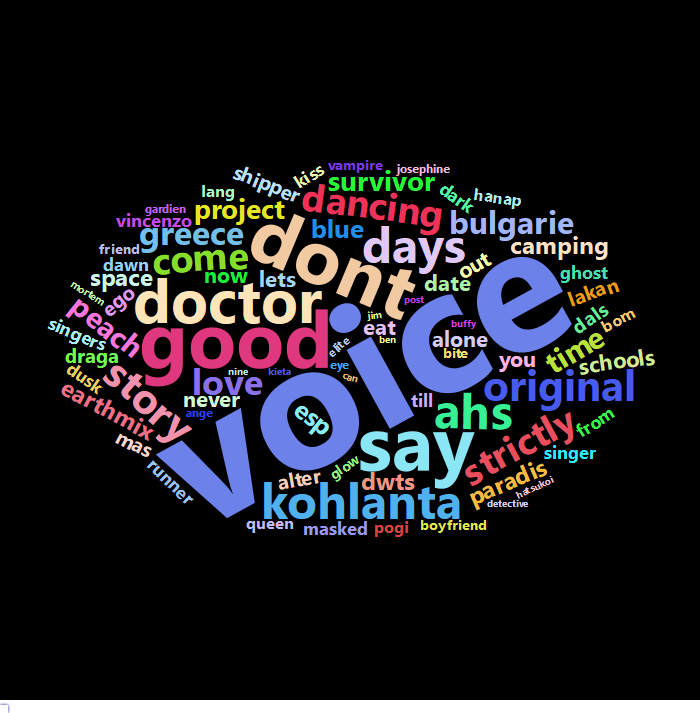 vampire
josephine
kiss
shipper
survivor
dark
hanap
lang
project
dancing
gardien
vincenzo
blue
bulgarie
greece
dont
days
camping
friend
come
out
dawn
now
lets
date
ghost
space
lakan
ego
doctor
voice
mortem
post
dals
bom
peach
good
jim
eat
buffy
singers
ben
alone
time
elite
bite
draga
story
eye
you
schools
nine
kieta
can
dusk
love
original
never
till
earthmix
ange
esp
ahs
from
mas
say
strictly
singer
runner
glow
alter
dwts
paradis
hatsukoi
kohlanta
detective
queen
masked
pogi
boyfriend